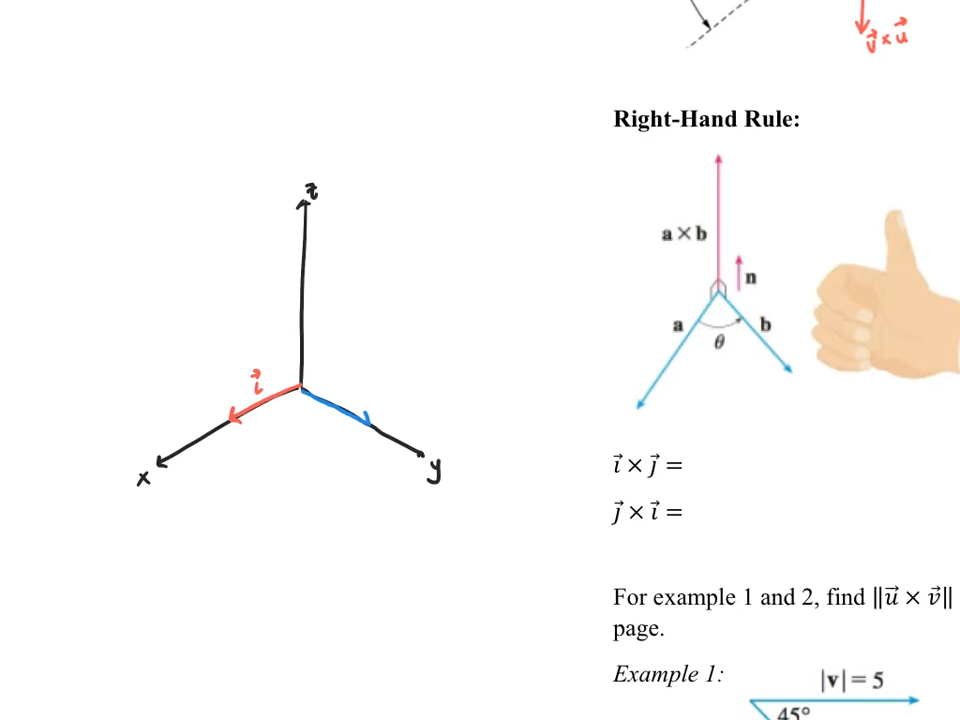 v⃗ × u⃗
Right-Hand Rule:
z
a × b
n
a
b
θ
i⃗
x
y
i⃗ × j⃗ =
j⃗ × i⃗ =
For example 1 and 2, find ‖u⃗ × v⃗‖
page.
Example 1:
|v| = 5
45°